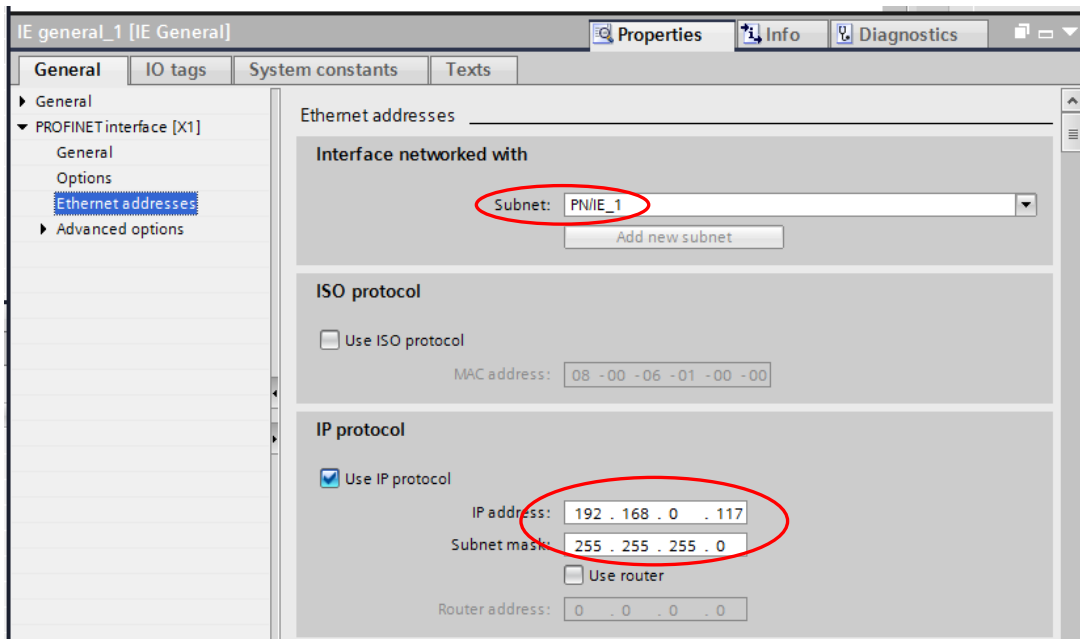 IE general_1 [IE General]
Properties
Info
Diagnostics
General
IO tags
System constants
Texts
General
PROFINET interface [X1]
General
Options
Ethernet addresses
Advanced options
Ethernet addresses
Interface networked with
Subnet: PN/IE_1
Add new subnet
ISO protocol
Use ISO protocol
MAC address: 08 -00 -06 -01 -00 -00
IP protocol
Use IP protocol
IP address: 192 . 168 . 0 . 117
Subnet mask: 255 . 255 . 255 . 0
Use router
Router address: 0 . 0 . 0 . 0